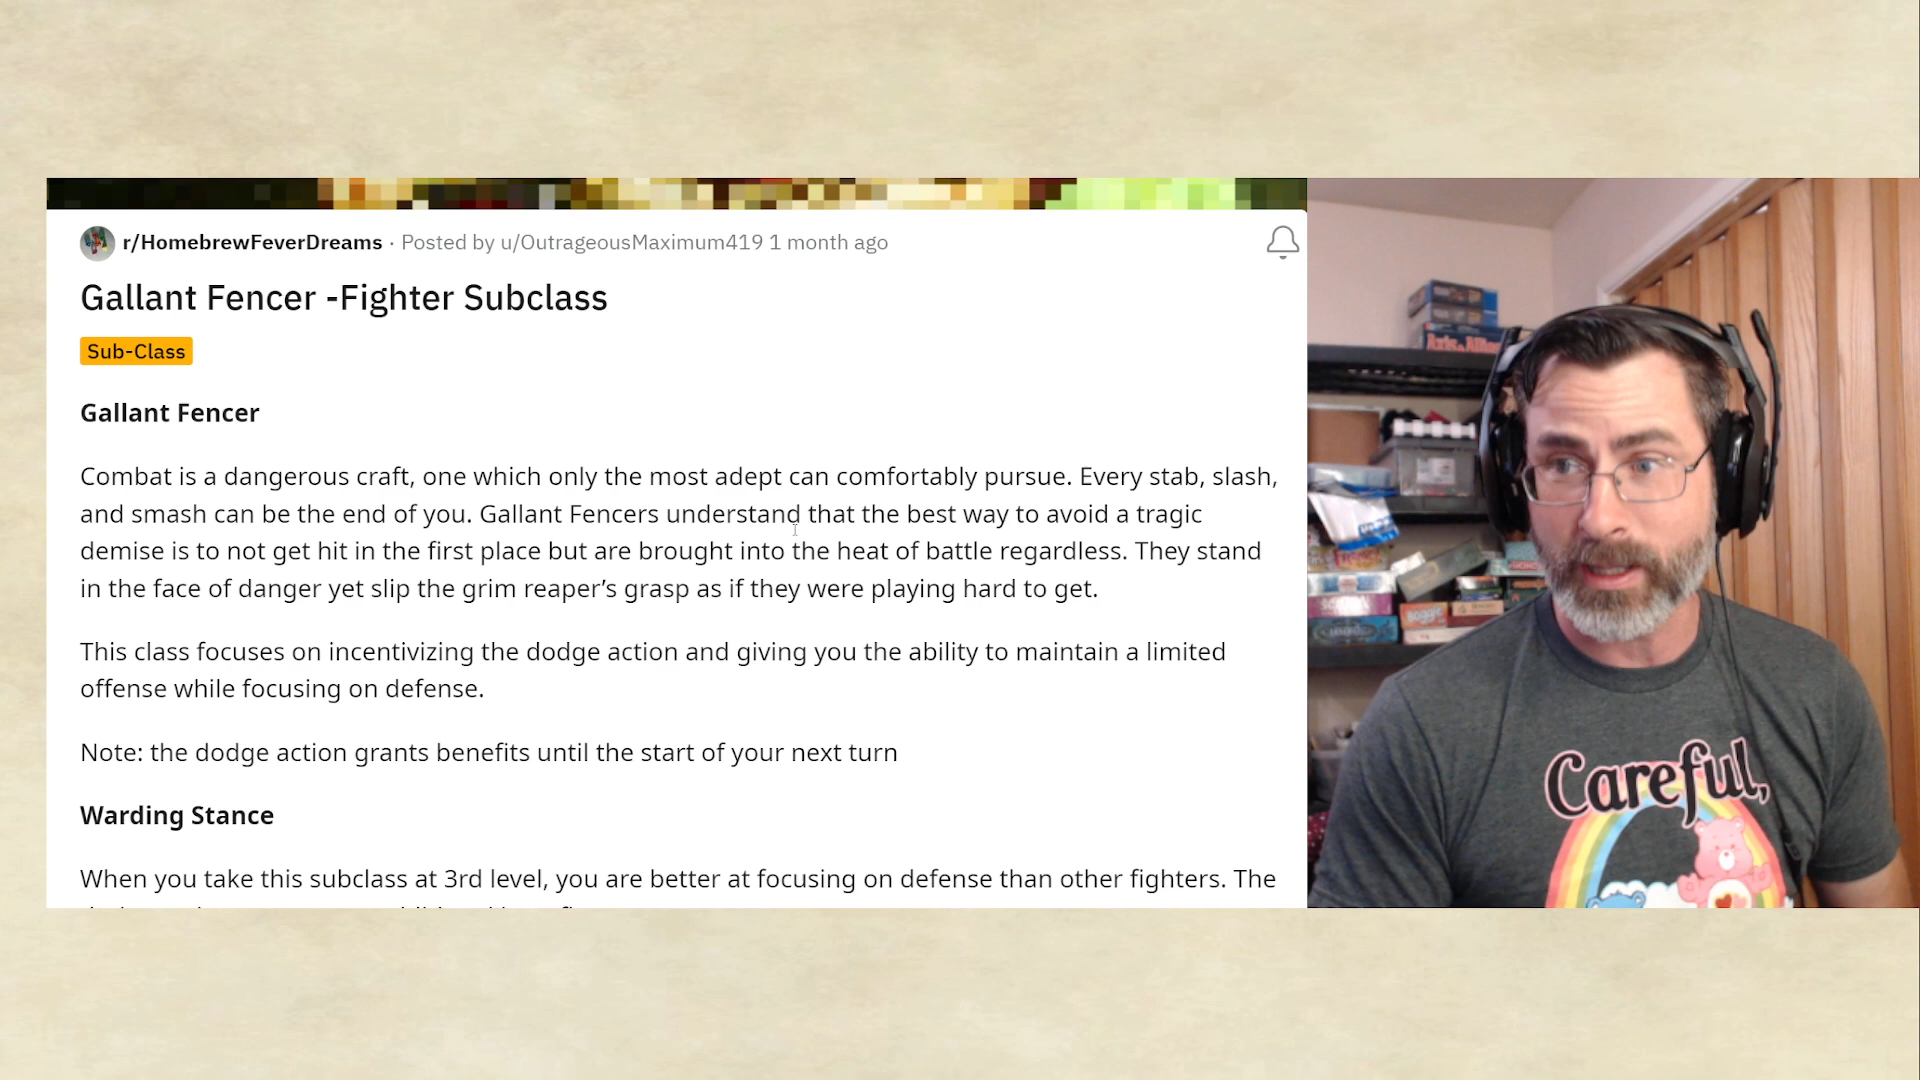 r/HomebrewFeverDreams · Posted by u/OutrageousMaximum419 1 month ago
Gallant Fencer -Fighter Subclass
Sub-Class
Gallant Fencer
Combat is a dangerous craft, one which only the most adept can comfortably pursue. Every stab, slash,
and smash can be the end of you. Gallant Fencers understand that the best way to avoid a tragic
demise is to not get hit in the first place but are brought into the heat of battle regardless. They stand
in the face of danger yet slip the grim reaper’s grasp as if they were playing hard to get.
This class focuses on incentivizing the dodge action and giving you the ability to maintain a limited
offense while focusing on defense.
Note: the dodge action grants benefits until the start of your next turn
Warding Stance
When you take this subclass at 3rd level, you are better at focusing on defense than other fighters. The
Axis & Allies
Careful,